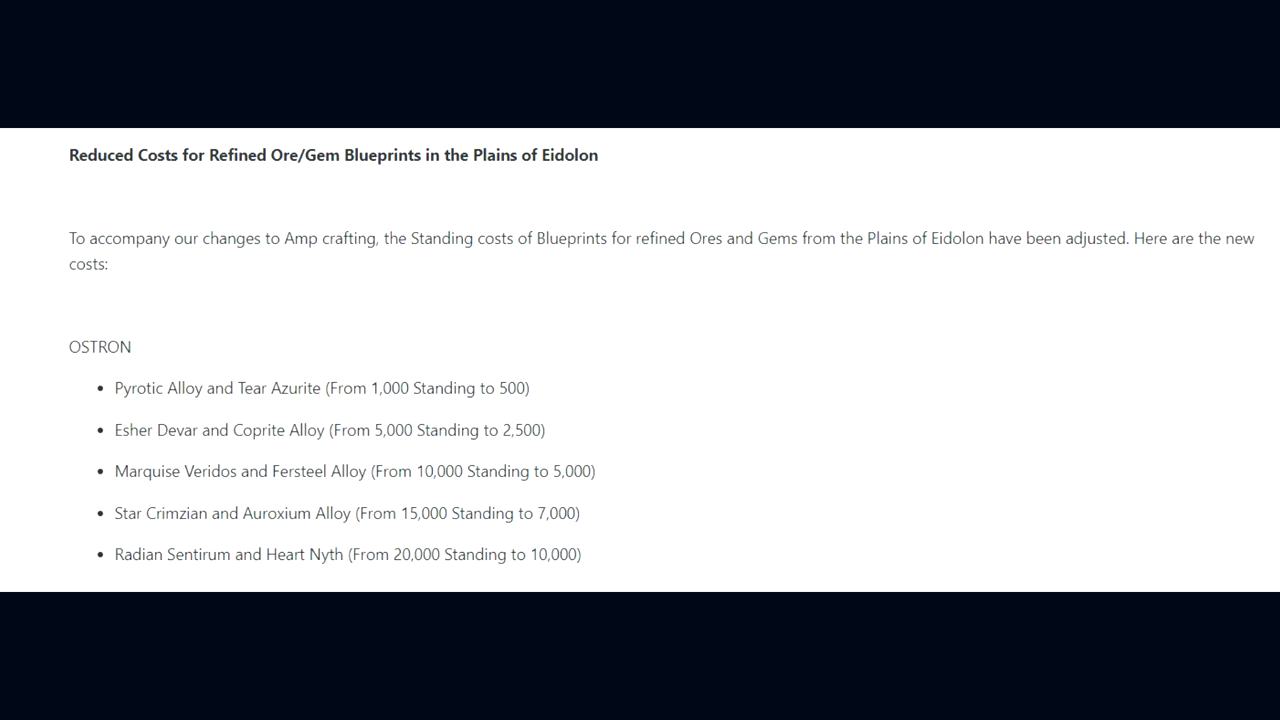 Reduced Costs for Refined Ore/Gem Blueprints in the Plains of Eidolon
To accompany our changes to Amp crafting, the Standing costs of Blueprints for refined Ores and Gems from the Plains of Eidolon have been adjusted. Here are the new
costs:
OSTRON
• Pyrotic Alloy and Tear Azurite (From 1,000 Standing to 500)
• Esher Devar and Coprite Alloy (From 5,000 Standing to 2,500)
• Marquise Veridos and Fersteel Alloy (From 10,000 Standing to 5,000)
• Star Crimzian and Auroxium Alloy (From 15,000 Standing to 7,000)
• Radian Sentirum and Heart Nyth (From 20,000 Standing to 10,000)